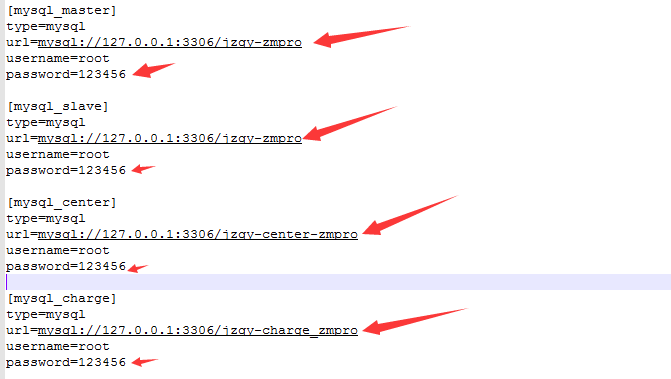 [mysql_master]
type=mysql
url=mysql://127.0.0.1:3306/jzgy-zmpro
username=root
password=123456
[mysql_slave]
type=mysql
url=mysql://127.0.0.1:3306/jzgy-zmpro
username=root
password=123456
[mysql_center]
type=mysql
url=mysql://127.0.0.1:3306/jzgy-center-zmpro
username=root
password=123456
[mysql_charge]
type=mysql
url=mysql://127.0.0.1:3306/jzgy-charge_zmpro
username=root
password=123456